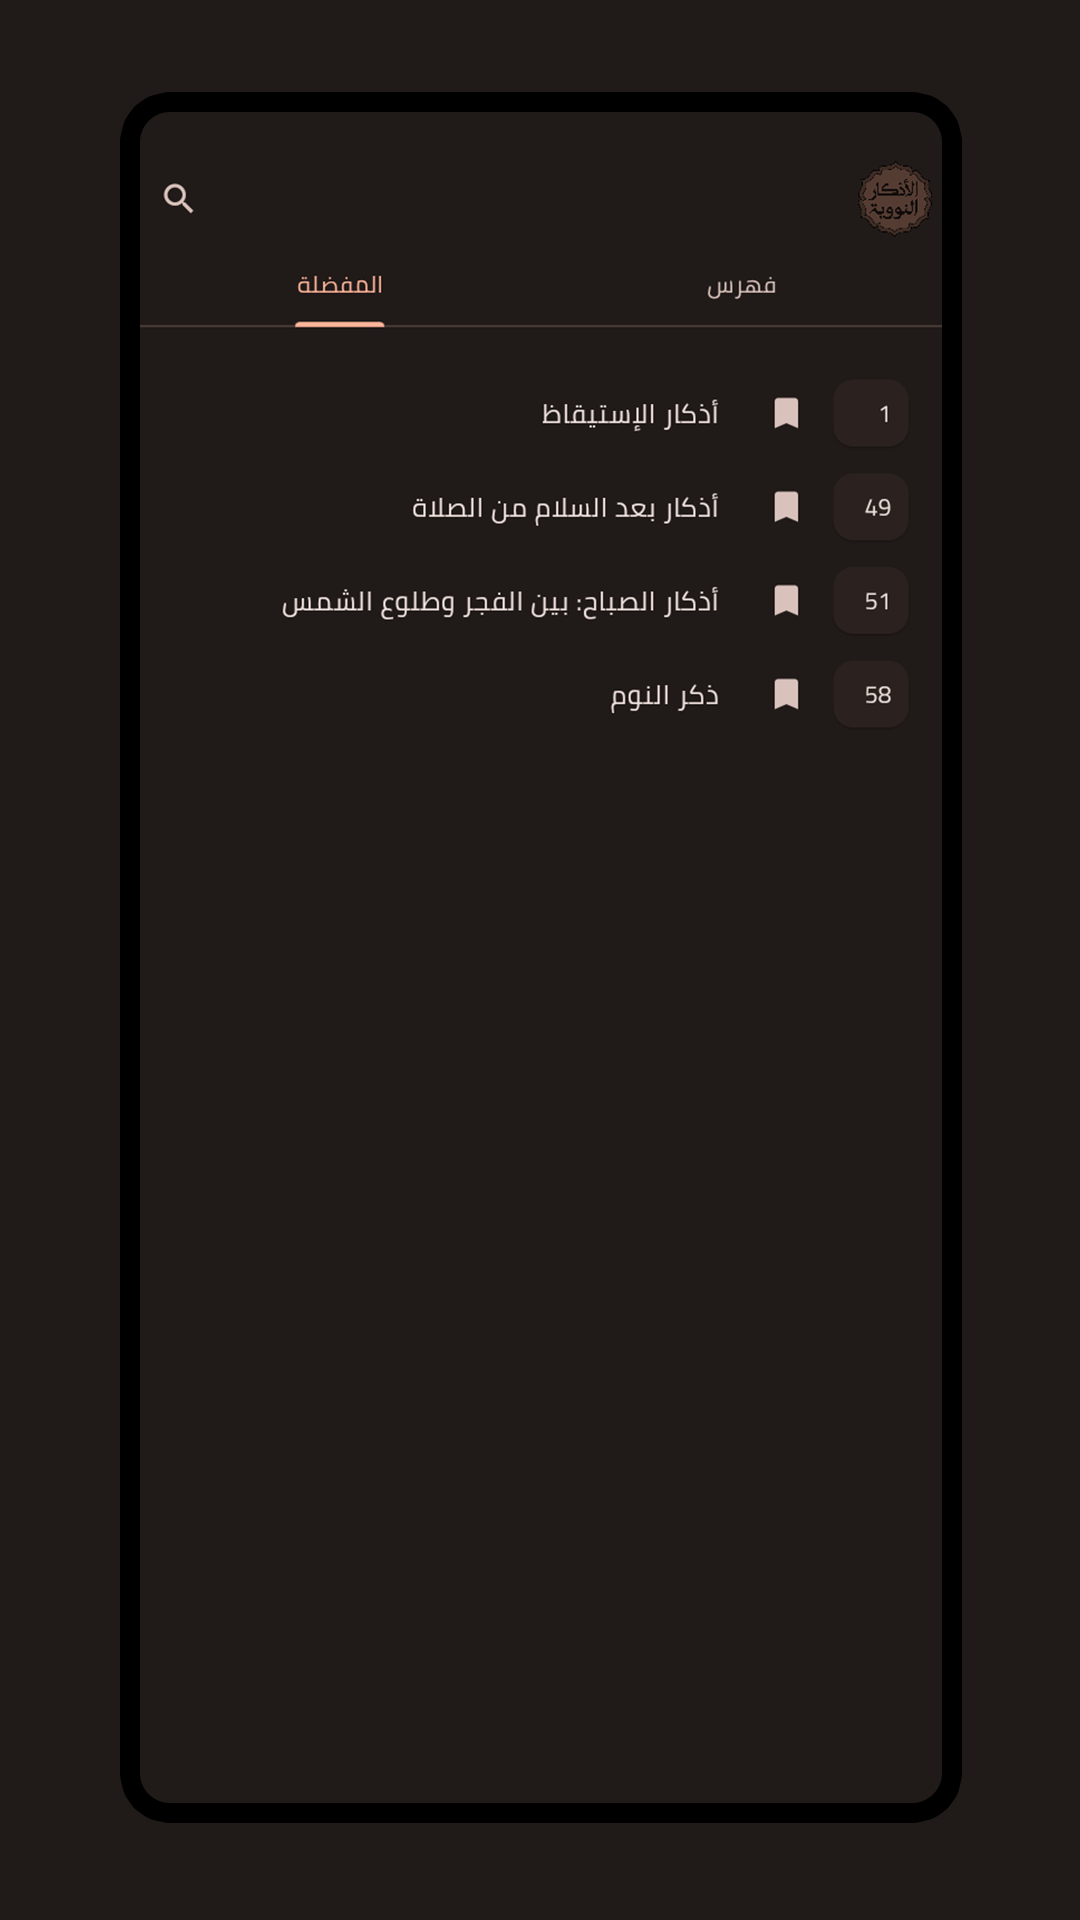 الأذكار
النووية
فهرس
المفضلة
1 أذكار الإستيقاظ
49 أذكار بعد السلام من الصلاة
51 أذكار الصباح: بين الفجر وطلوع الشمس
58 ذكر النوم